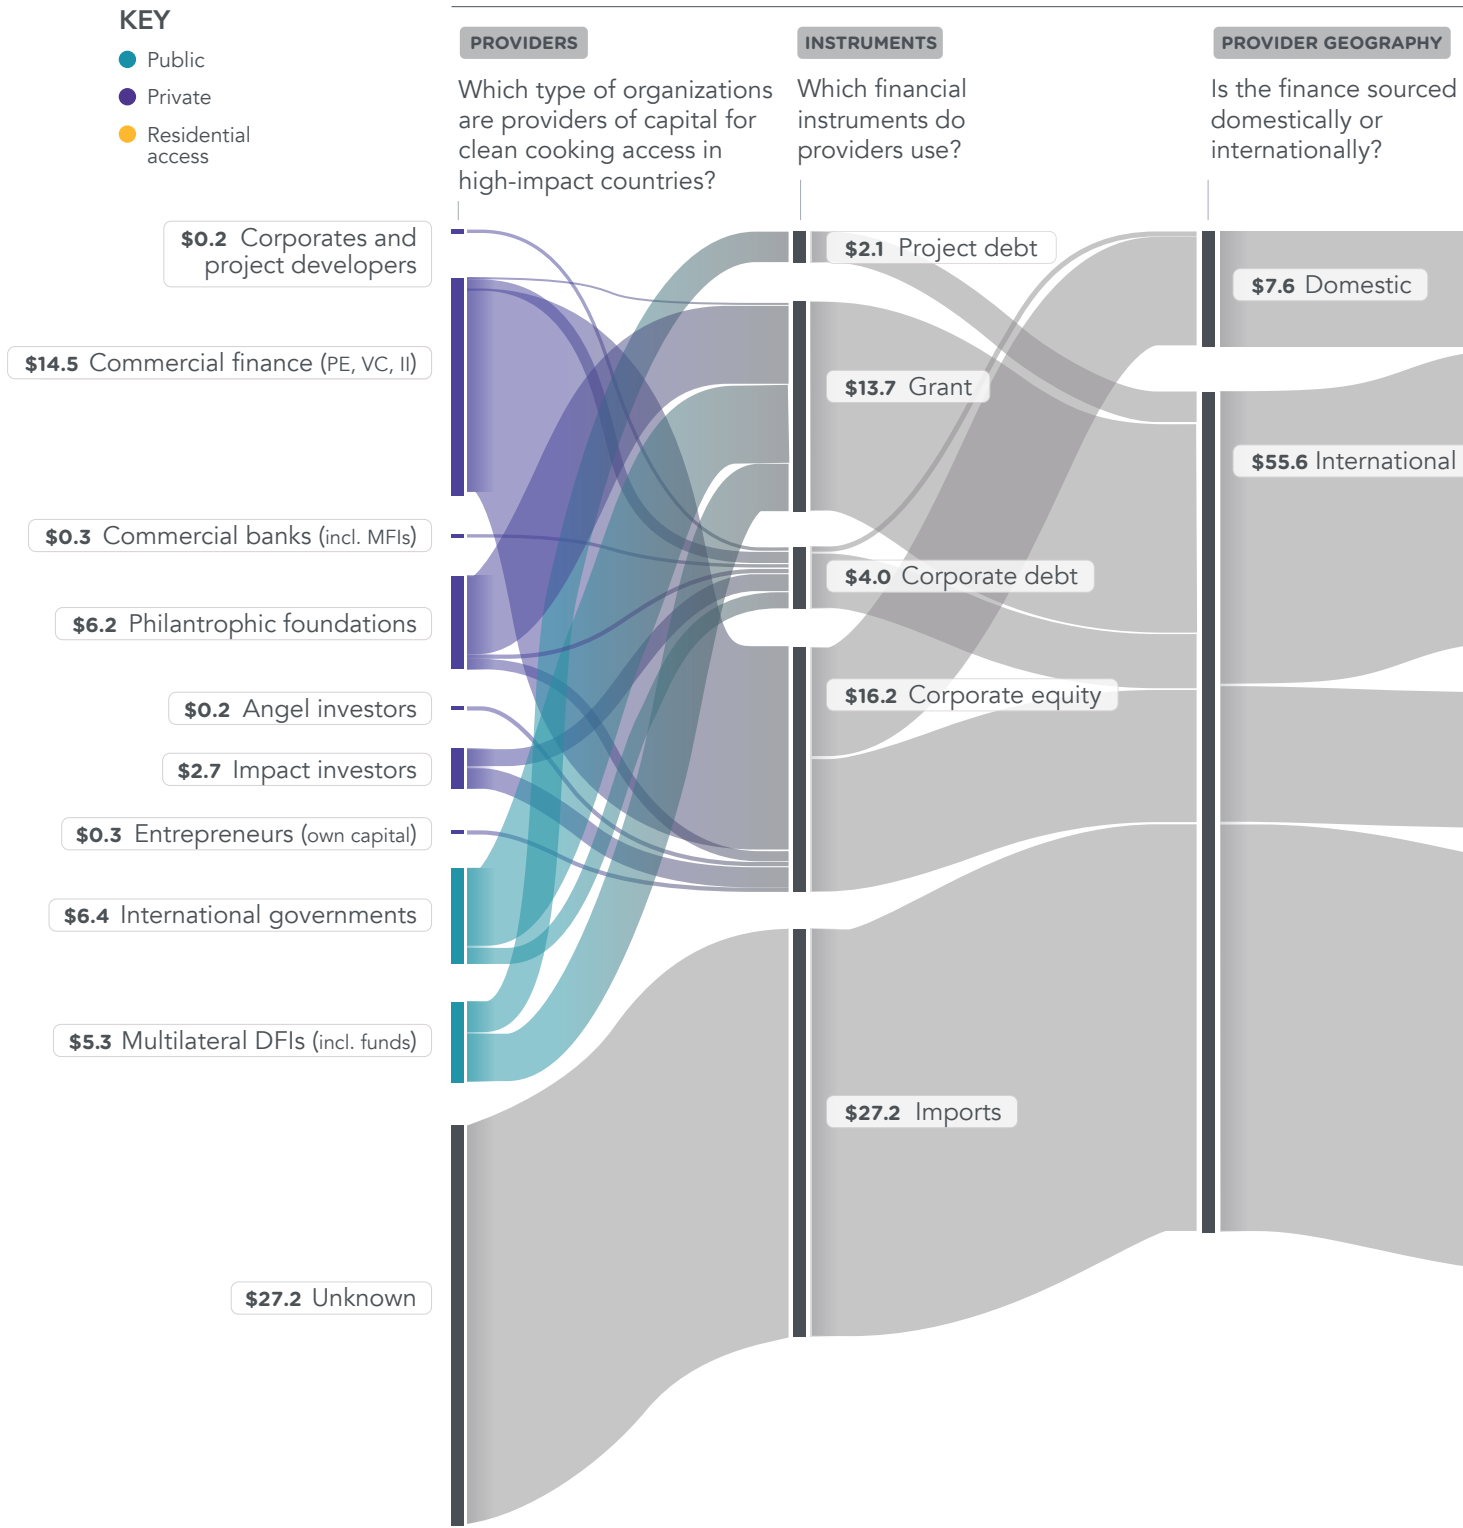 KEY
Public
Private
Residential
access
PROVIDERS
Which type of organizations
are providers of capital for
clean cooking access in
high-impact countries?
INSTRUMENTS
Which financial
instruments do
providers use?
PROVIDER GEOGRAPHY
Is the finance sourced
domestically or
internationally?
$0.2 Corporates and
project developers
$14.5 Commercial finance (PE, VC, II)
$0.3 Commercial banks (incl. MFIs)
$6.2 Philantrophic foundations
$0.2 Angel investors
$2.7 Impact investors
$0.3 Entrepreneurs (own capital)
$6.4 International governments
$5.3 Multilateral DFIs (incl. funds)
$27.2 Unknown
$2.1 Project debt
$13.7 Grant
$4.0 Corporate debt
$16.2 Corporate equity
$27.2 Imports
$7.6 Domestic
$55.6 International